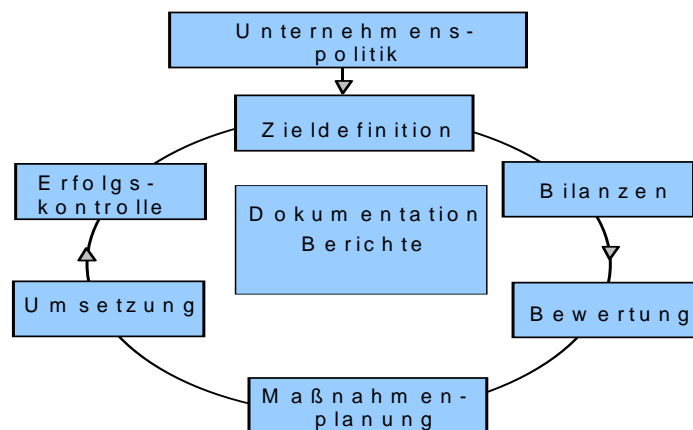 Unternehmens-
politik
Zieldefinition
Erfolgs-
kontrolle
Bilanzen
Dokumentation
Berichte
Umsetzung
Bewertung
Maßnahmen-
planung